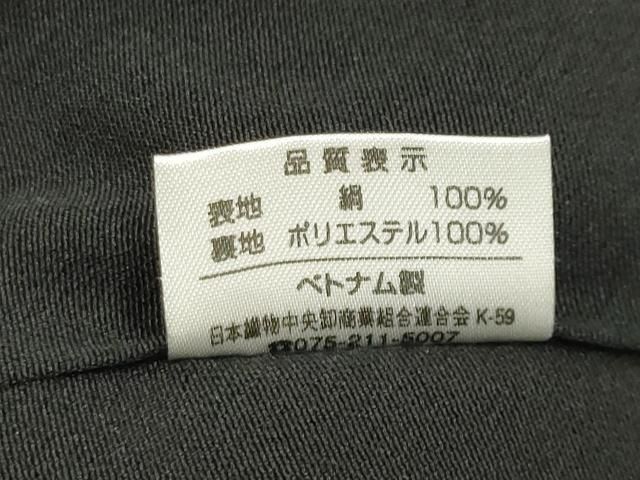 品質表示
表地 絹 100%
裏地 ポリエステル100%
ベトナム製
日本織物中央卸商業組合連合会 K-59
☎075-211-5007